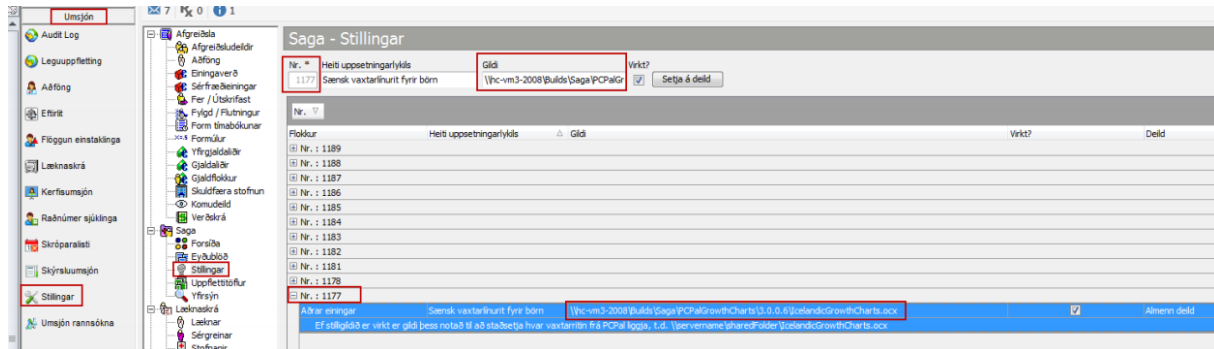 Umsjón
Audit Log
Leguuppfletting
Aðföng
Eftirlit
Flöggun einstaklinga
Læknaskrá
Kerfisumsjón
Raðnúmer sjúklinga
Skróparalisti
Skýrsluumsjón
Stillingar
Umsjón rannsókna
7 0 1
Afgreiðsla
Afgreiðsludeildir
Aðföng
Einingaverð
Sérfræðieiningar
Fer / Útskrifast
Fylgd / Flutningur
Form tímabókunar
Formúlur
Yfirgjaldaliðir
Gjaldaliðir
Gjaldflokkur
Skuldfæra stofnun
Komudeild
Verðskrá
Saga
Forsíða
Eyðublöð
Stillingar
Uppflettitöflur
Yfirsýn
Læknaskrá
Læknar
Sérgreinar
Stofnanir
Saga - Stillingar
Nr. * Heiti uppsetningarlykils Gildi Virkt?
1177 Sænsk vaxtarlínurit fyrir börn \\hc-vm3-2008\Builds\Saga\PCPalGr Setja á deild
Nr.
Flokkur Heiti uppsetningarlykils Gildi Virkt? Deild
Nr. : 1189
Nr. : 1188
Nr. : 1187
Nr. : 1186
Nr. : 1185
Nr. : 1184
Nr. : 1183
Nr. : 1182
Nr. : 1181
Nr. : 1178
Nr. : 1177
Aðrar einingar Sænsk vaxtarlínurit fyrir börn \\hc-vm3-2008\Builds\Saga\PCPalGrowthCharts\3.0.0.6\IcelandicGrowthCharts.ocx Almenn deild
Ef stilligildið er virkt er gildi þess notað til að staðsetja hvar vaxtarritin frá PCPal liggja, t.d. \\servername\sharedFolder\IcelandicGrowthCharts.ocx